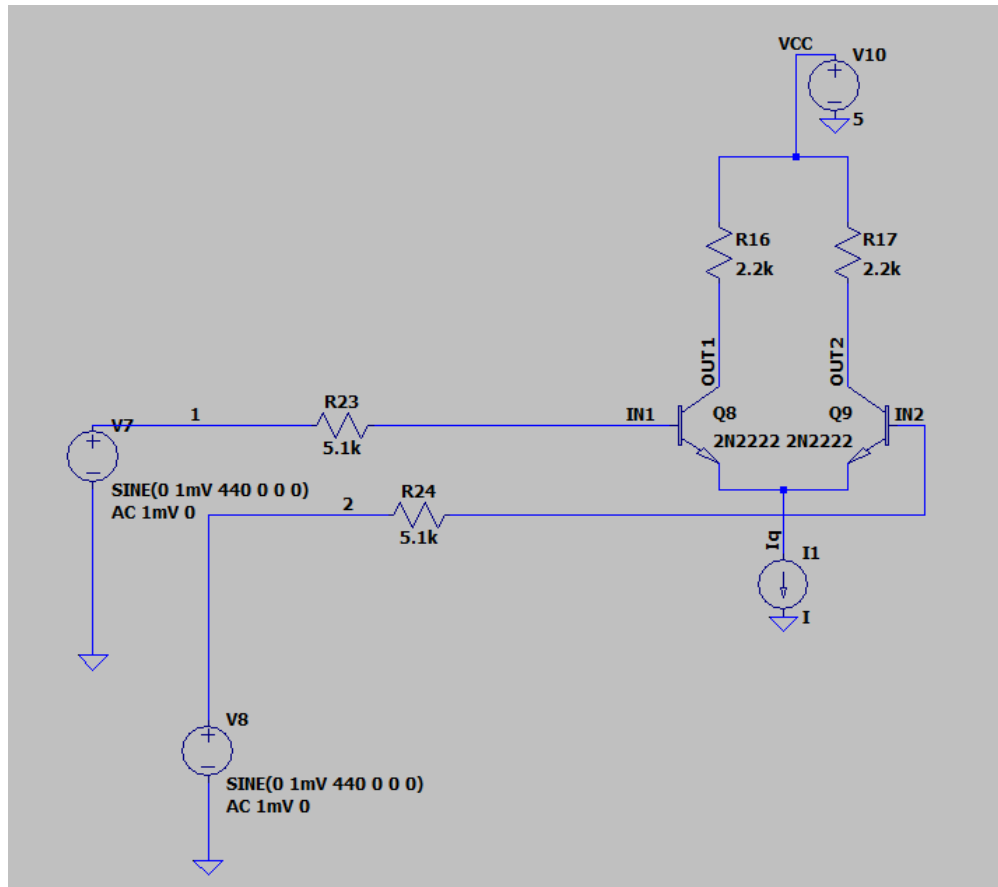 VCC
V10
5
R16
2.2k
R17
2.2k
OUT1
OUT2
R23
5.1k
1
V7
SINE(0 1mV 440 0 0 0)
AC 1mV 0
IN1
Q8
2N2222
Q9
2N2222
IN2
R24
5.1k
2
Iq
I1
I
V8
SINE(0 1mV 440 0 0 0)
AC 1mV 0